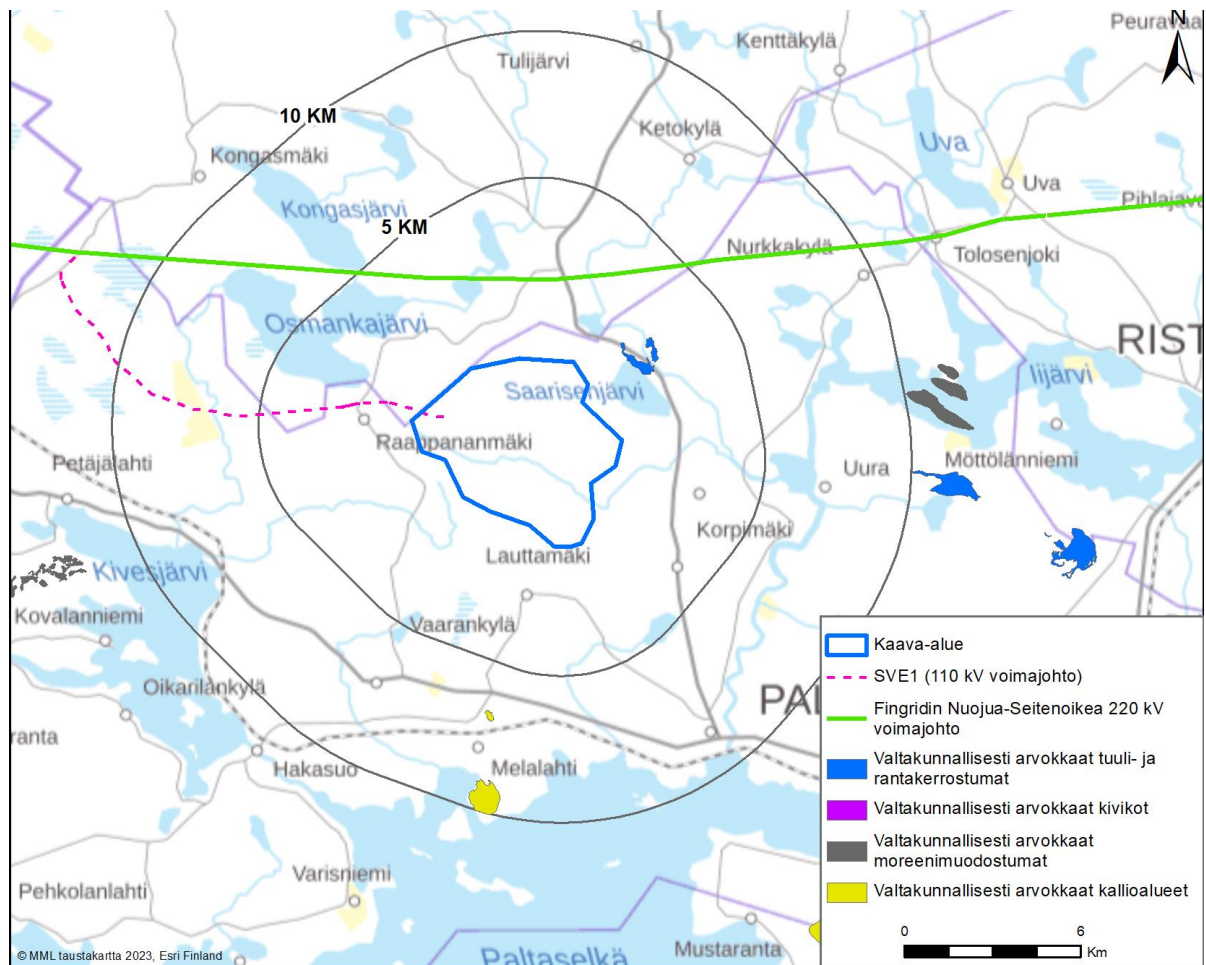 Peuravaa
N
Kenttäkylä
Tulijärvi
10 KM
Ketokylä
Uva
Kongasmäki
Uva
Pihlajava
Kongasjärvi
5 KM
Nurkkakylä
Tolosenjoki
Osmankajärvi
RIST
Iijärvi
Saarisenjärvi
Raappananmäki
Petäjälahti
Uura
Möttölänniemi
Korpimäki
Lauttamäki
Kivesjärvi
Kovalanniemi
Vaarankylä
Oikarilänkylä
PAL
ranta
Hakasuo
Melalahti
Varisniemi
Pehkolanlahti
Mustaranta
Paltaselkä
Kaava-alue
SVE1 (110 kV voimajohto)
Fingridin Nuojua-Seitenoikea 220 kV
voimajohto
Valtakunnallisesti arvokkaat tuuli- ja
rantakerrostumat
Valtakunnallisesti arvokkaat kivikot
Valtakunnallisesti arvokkaat
moreenimuodostumat
Valtakunnallisesti arvokkaat kallioalueet
0 6
Km
© MML taustakartta 2023, Esri Finland